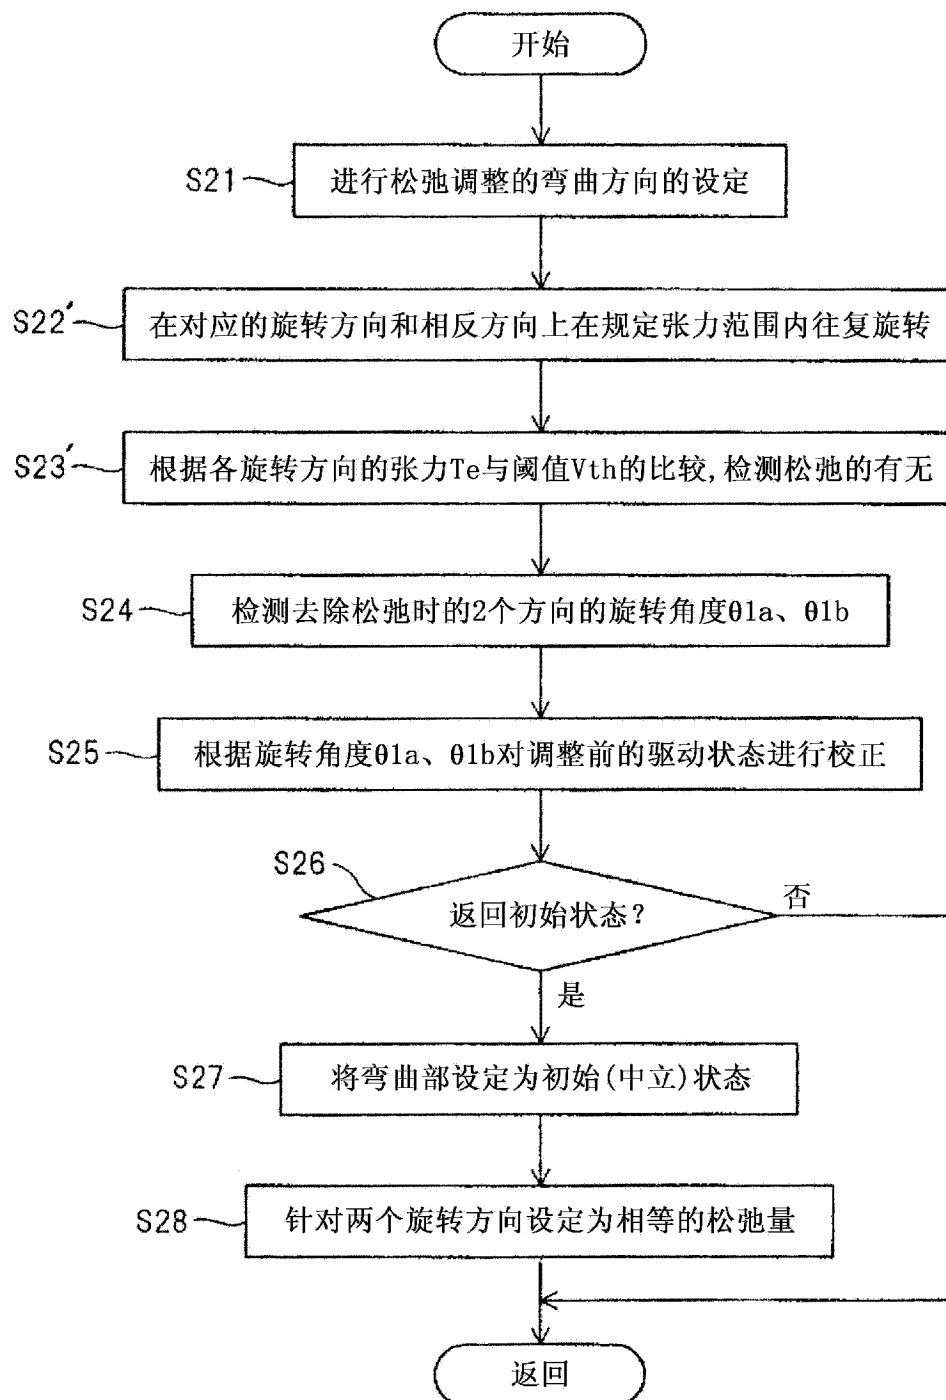 开始
S21
进行松弛调整的弯曲方向的设定
S22′
在对应的旋转方向和相反方向上在规定张力范围内往复旋转
S23′
根据各旋转方向的张力Te与阈值Vth的比较,检测松弛的有无
S24
检测去除松弛时的2个方向的旋转角度θ1a、θ1b
S25
根据旋转角度θ1a、θ1b对调整前的驱动状态进行校正
S26
返回初始状态?
否
是
S27
将弯曲部设定为初始(中立)状态
S28
针对两个旋转方向设定为相等的松弛量
返回